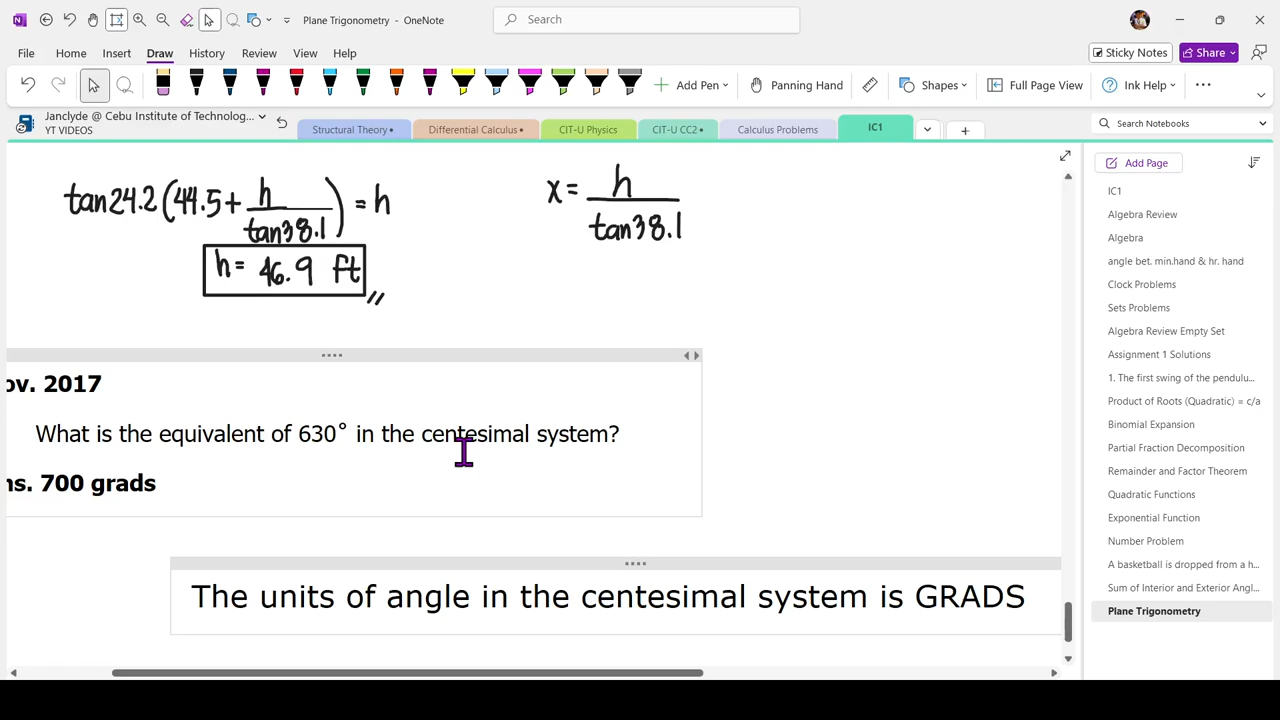 Plane Trigonometry - OneNote
Search
File Home Insert Draw History Review View Help
Sticky Notes
Share
Add Pen
Panning Hand
Shapes
Full Page View
Ink Help
Janclyde @ Cebu Institute of Technolog...
YT VIDEOS
Structural Theory
Differential Calculus
CIT-U Physics
CIT-U CC2
Calculus Problems
IC1
Search Notebooks
Add Page
tan24.2(44.5+ h/tan38.1) = h
h= 46.9 ft
x= h/tan38.1
ov. 2017
What is the equivalent of 630° in the centesimal system?
ns. 700 grads
The units of angle in the centesimal system is GRADS
IC1
Algebra Review
Algebra
angle bet. min.hand & hr. hand
Clock Problems
Sets Problems
Algebra Review Empty Set
Assignment 1 Solutions
1. The first swing of the pendulu...
Product of Roots (Quadratic) = c/a
Binomial Expansion
Partial Fraction Decomposition
Remainder and Factor Theorem
Quadratic Functions
Exponential Function
Number Problem
A basketball is dropped from a h...
Sum of Interior and Exterior Angl...
Plane Trigonometry